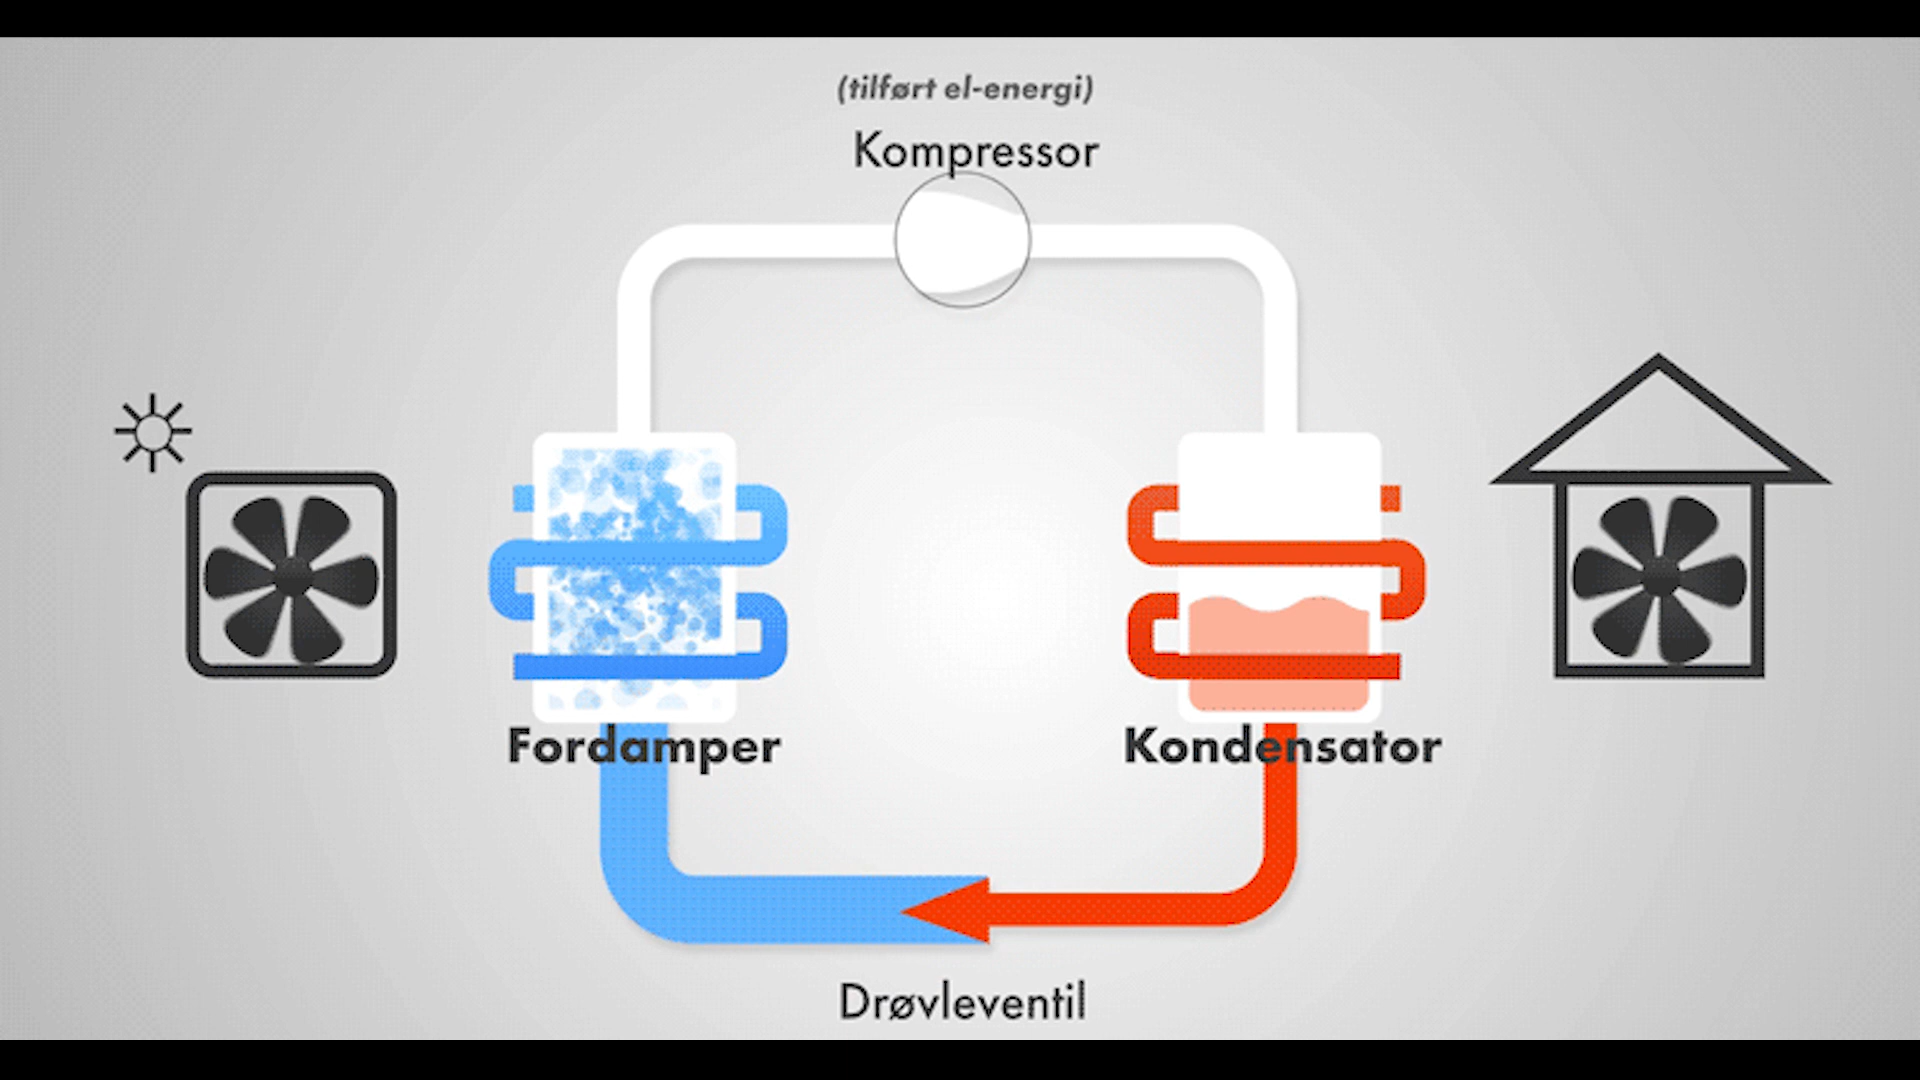 (tilført el-energi)
Kompressor
Fordamper
Kondensator
Drøvleventil